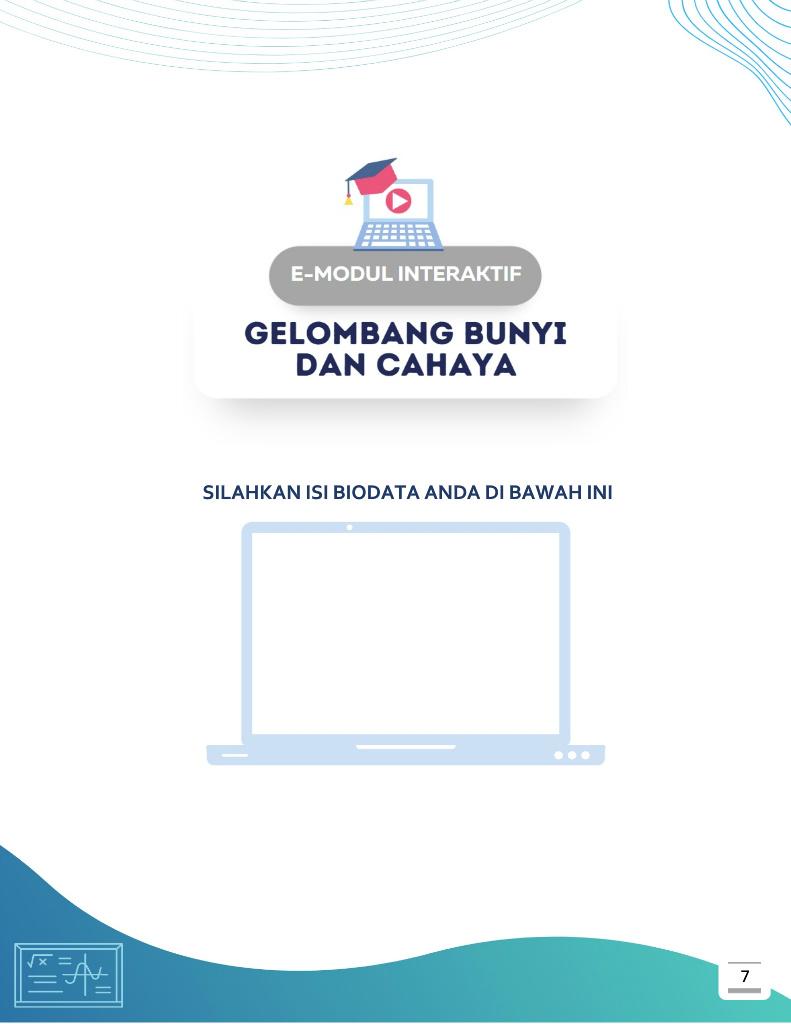 E-MODUL INTERAKTIF
GELOMBANG BUNYI
DAN CAHAYA
SILAHKAN ISI BIODATA ANDA DI BAWAH INI
√x
7